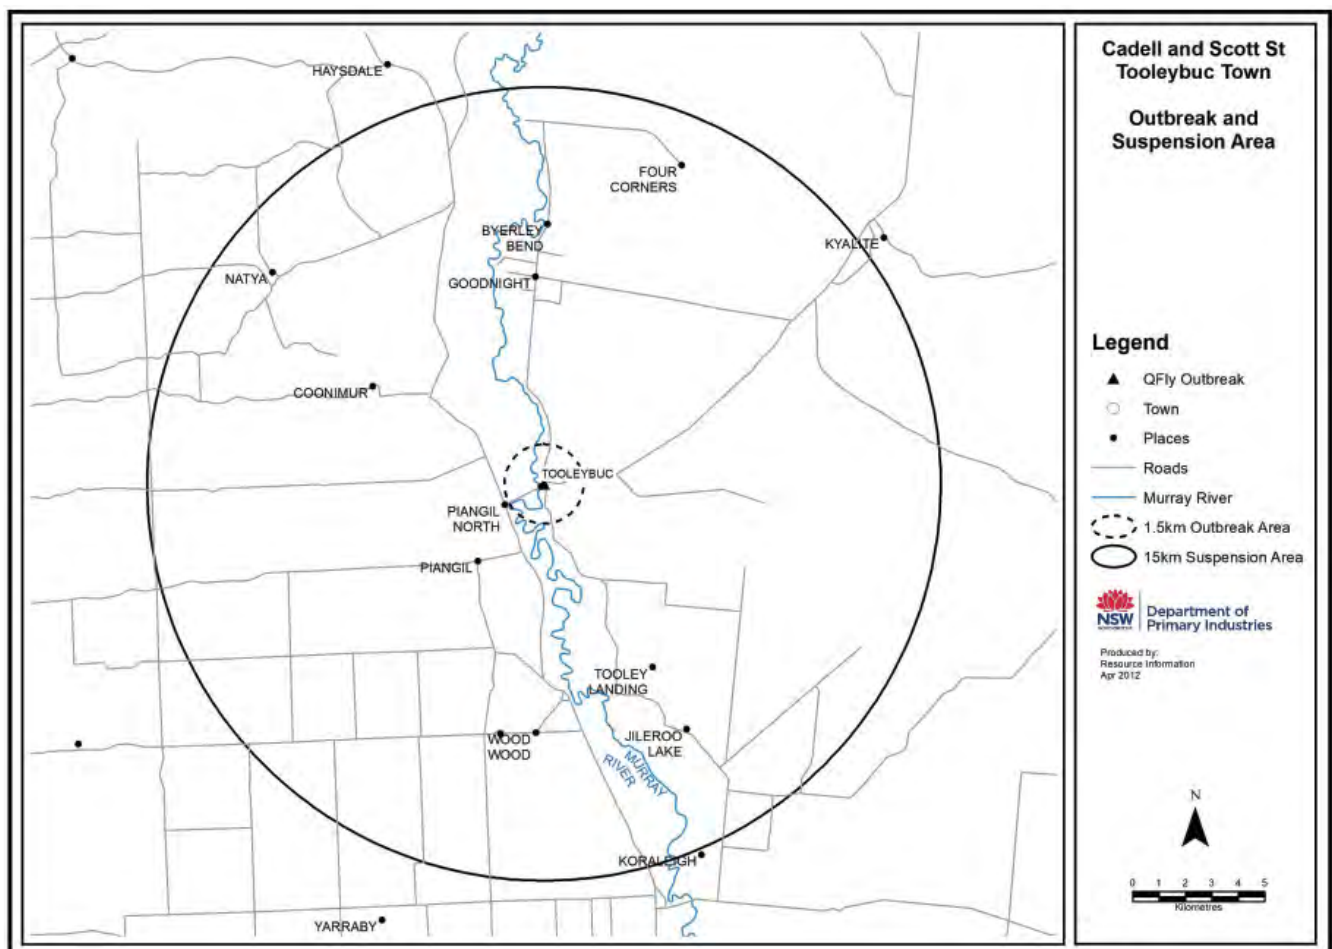 HAYSDALE
FOUR
CORNERS
BYERLEY
BEND
KYALITE
NATYA
GOODNIGHT
COONIMUR
TOOLEYBUC
PIANGIL
NORTH
PIANGIL
TOOLEY
LANDING
WOOD
WOOD
JILEROO
LAKE
MURRAY
RIVER
KORALEIGH
YARRABY
Cadell and Scott St
Tooleybuc Town
Outbreak and
Suspension Area
Legend
QFly Outbreak
Town
Places
Roads
Murray River
1.5km Outbreak Area
15km Suspension Area
NSW
Department of
Primary Industries
Produced by:
Resource Information
Apr 2012
N
0 1 2 3 4 5
Kilometres